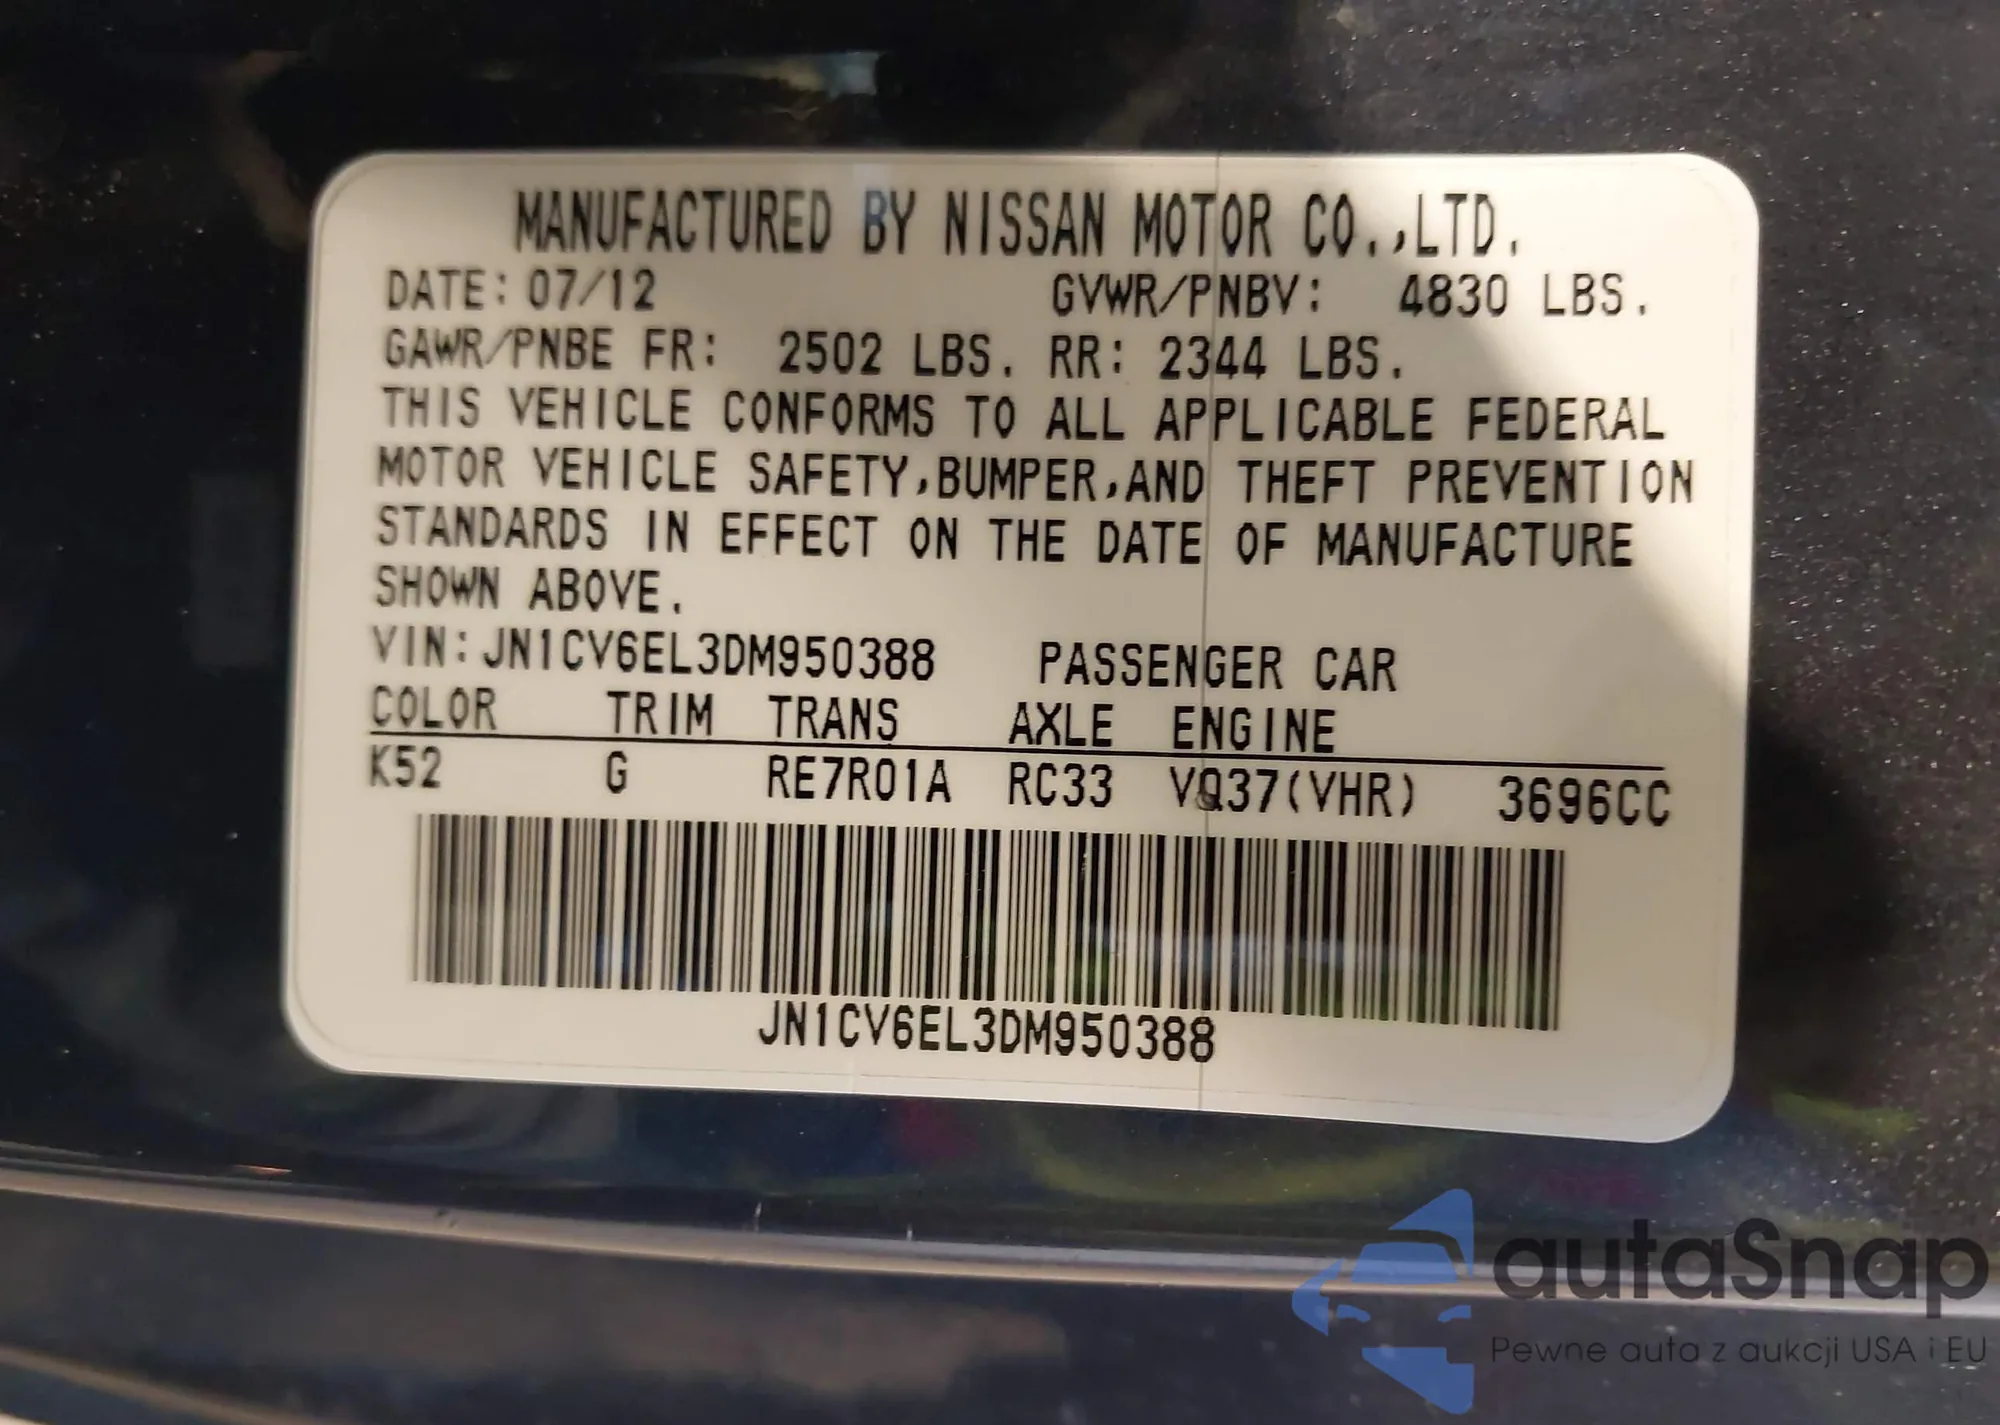 MANUFACTURED BY NISSAN MOTOR CO.,LTD.
DATE: 07/12 GVWR/PNBV: 4830 LBS.
GAWR/PNBE FR: 2502 LBS. RR: 2344 LBS.
THIS VEHICLE CONFORMS TO ALL APPLICABLE FEDERAL
MOTOR VEHICLE SAFETY,BUMPER,AND THEFT PREVENTION
STANDARDS IN EFFECT ON THE DATE OF MANUFACTURE
SHOWN ABOVE.
VIN:JN1CV6EL3DM950388 PASSENGER CAR
COLOR TRIM TRANS AXLE ENGINE
K52 G RE7R01A RC33 VQ37(VHR) 3696CC
JN1CV6EL3DM950388
autaSnap
Pewne auta z aukcji USA i EU